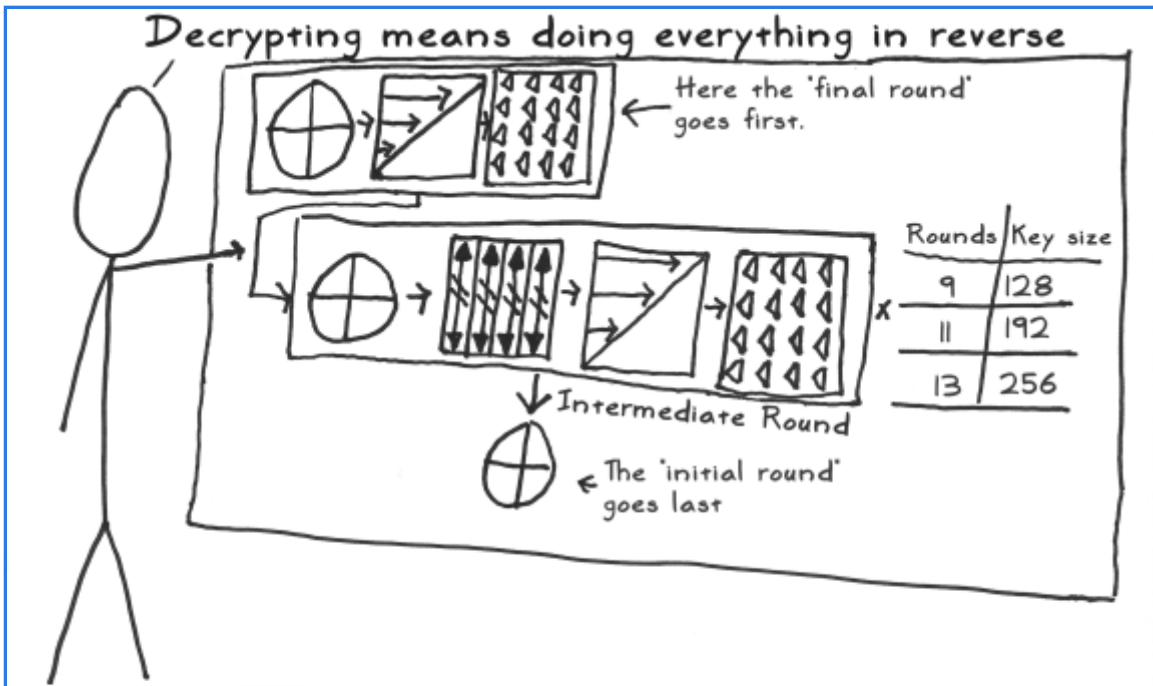 Decrypting means doing everything in reverse
Here the 'final round'
goes first.
Rounds Key size
9 128
11 192
13 256
x
Intermediate Round
The 'initial round'
goes last